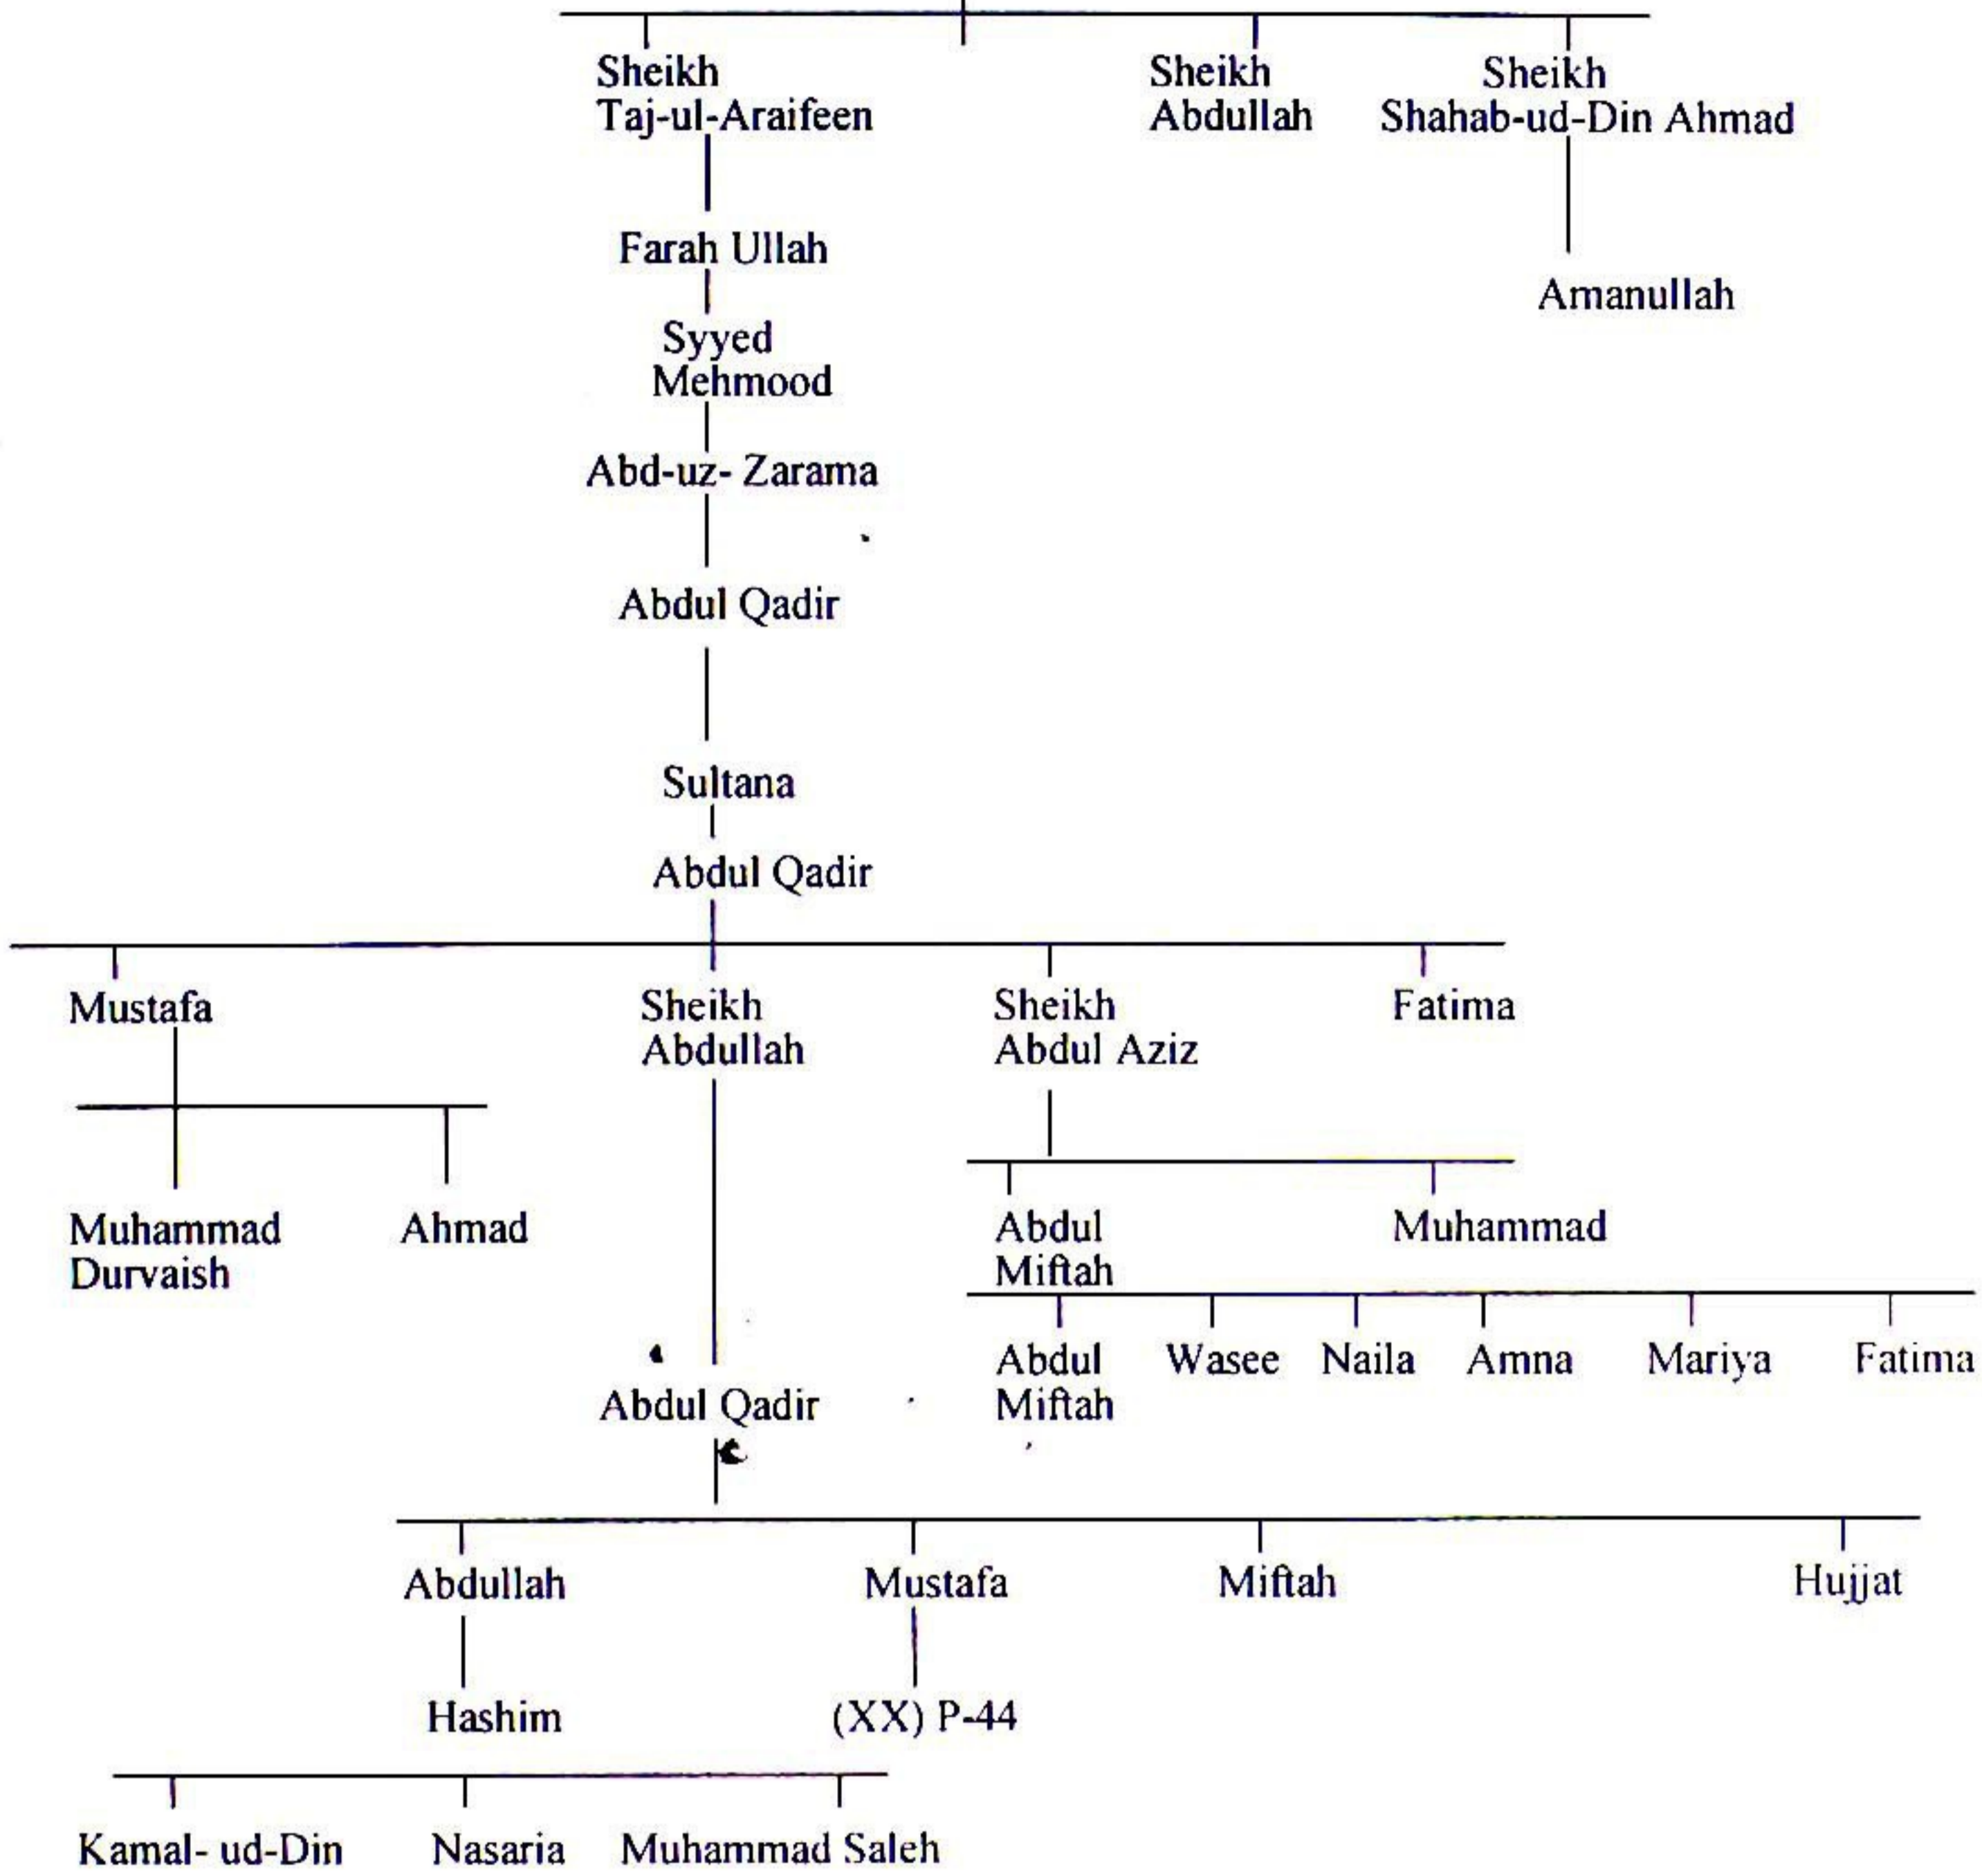 Sheikh
Taj-ul-Araifeen
Sheikh
Abdullah
Sheikh
Shahab-ud-Din Ahmad
Farah Ullah
Amanullah
Syyed
Mehmood
Abd-uz- Zarama
Abdul Qadir
Sultana
Abdul Qadir
Mustafa
Sheikh
Abdullah
Sheikh
Abdul Aziz
Fatima
Muhammad
Durvaish
Ahmad
Abdul
Miftah
Muhammad
Abdul
Miftah
Wasee
Naila
Amna
Mariya
Fatima
Abdul Qadir
Abdullah
Mustafa
Miftah
Hujjat
Hashim
(XX) P-44
Kamal- ud-Din
Nasaria
Muhammad Saleh